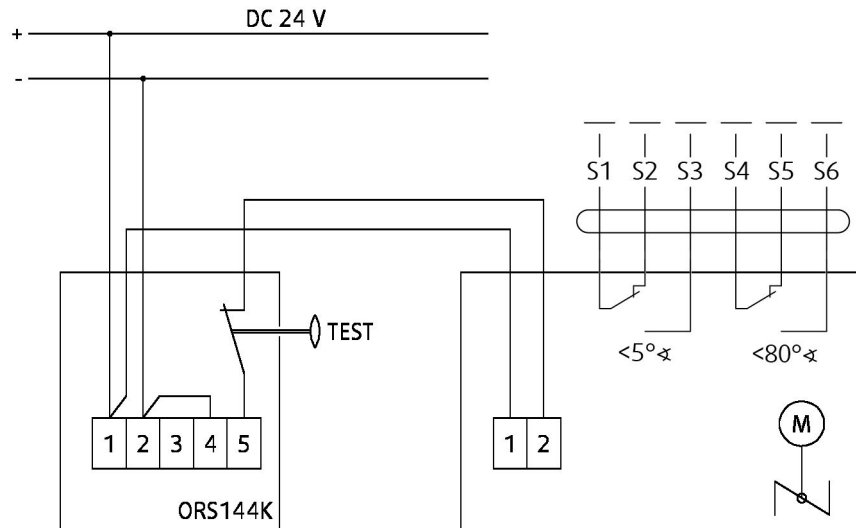 DC 24 V
+
-
S1 S2 S3 S4 S5 S6
TEST
<5°∢ <80°∢
1 2 3 4 5
1 2
M
ORS144K